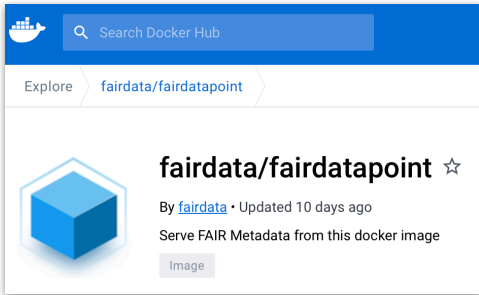 Search Docker Hub
Explore fairdata/fairdatapoint
fairdata/fairdatapoint
By fairdata • Updated 10 days ago
Serve FAIR Metadata from this docker image
Image